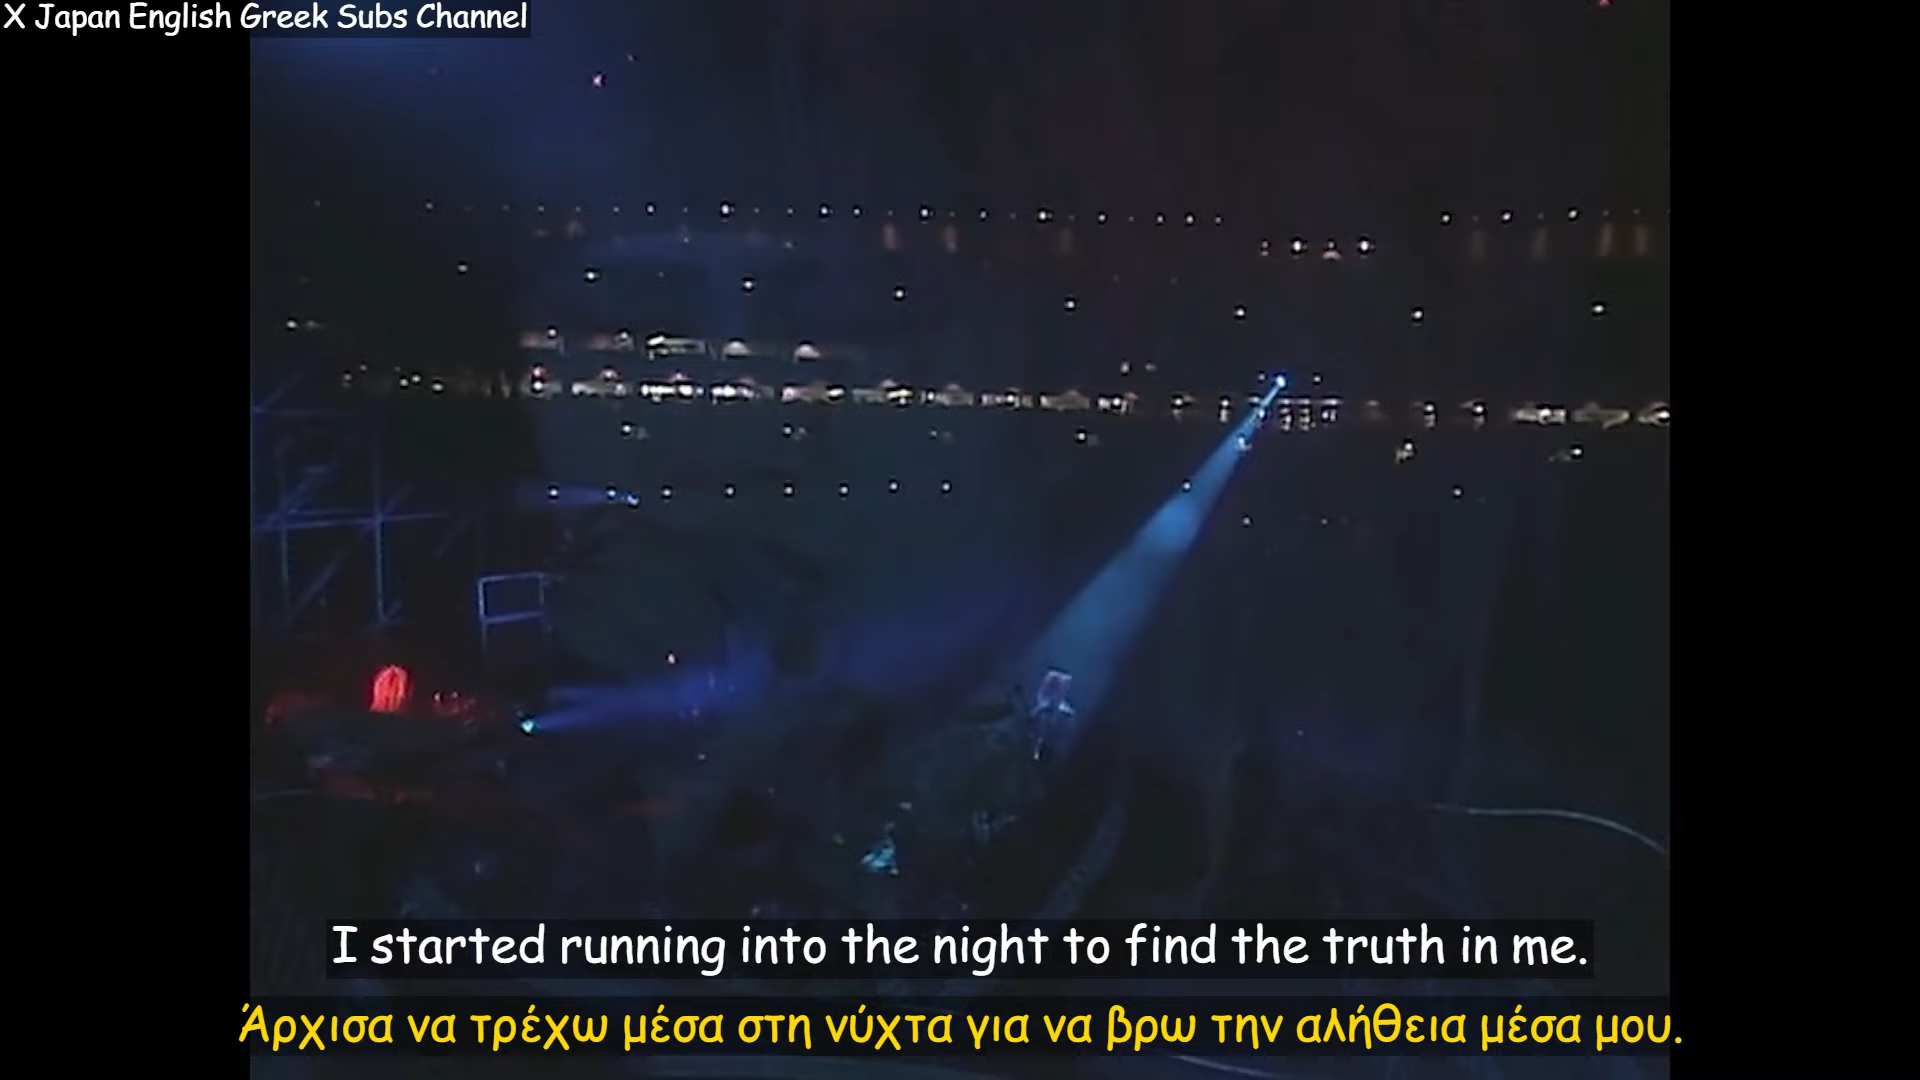 X Japan English Greek Subs Channel
I started running into the night to find the truth in me.
Άρχισα να τρέχω μέσα στη νύχτα για να βρω την αλήθεια μέσα μου.